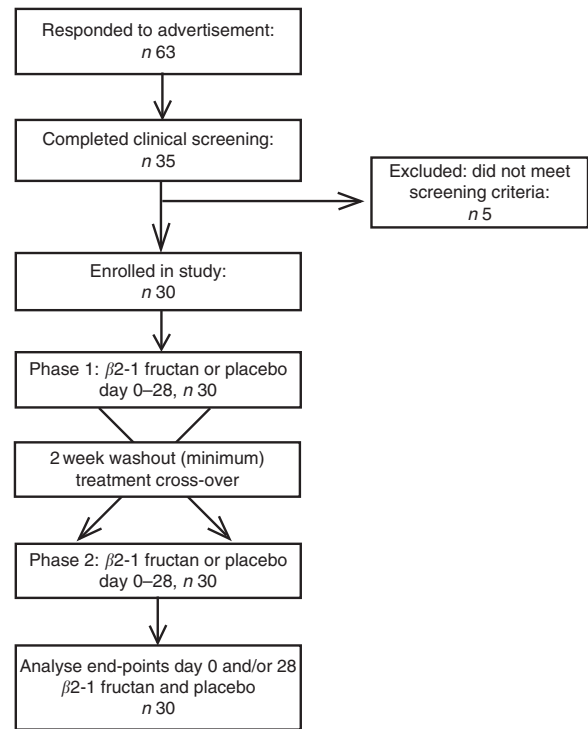 Responded to advertisement:
n 63
Completed clinical screening:
n 35
Excluded: did not meet
screening criteria:
n 5
Enrolled in study:
n 30
Phase 1: β2-1 fructan or placebo
day 0–28, n 30
2 week washout (minimum)
treatment cross-over
Phase 2: β2-1 fructan or placebo
day 0–28, n 30
Analyse end-points day 0 and/or 28
β2-1 fructan and placebo
n 30